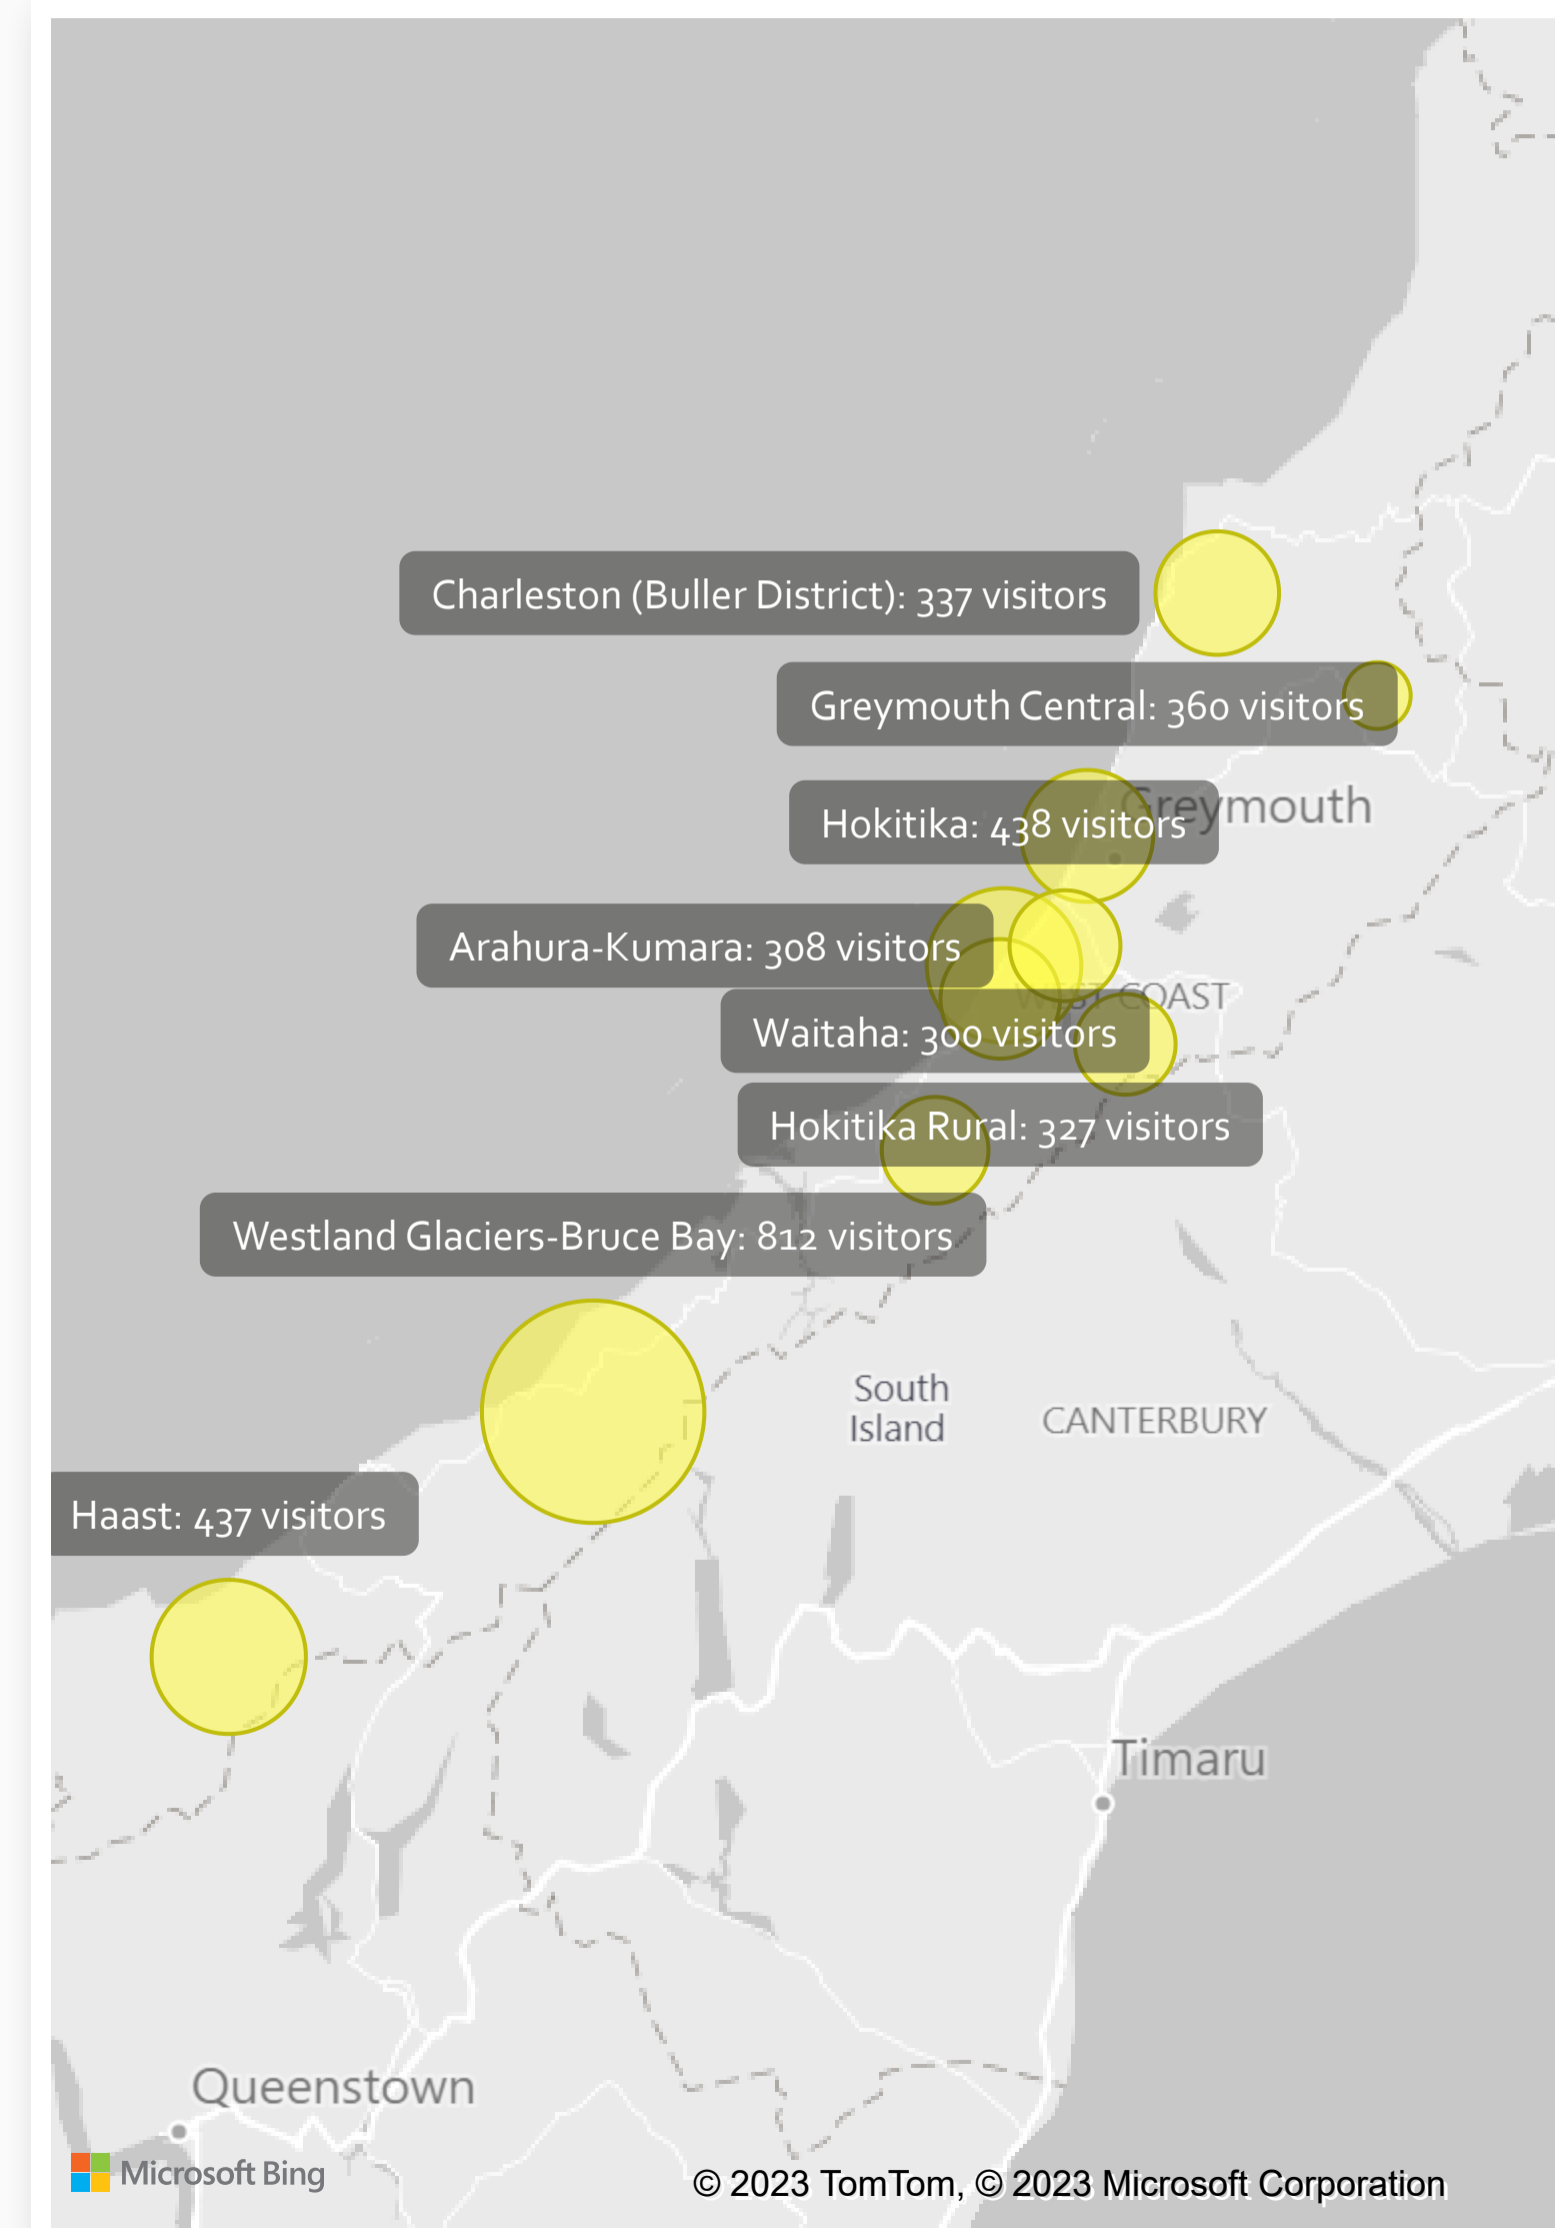 Charleston (Buller District): 337 visitors
Greymouth Central: 360 visitors
Greymouth
Hokitika: 438 visitors
Arahura-Kumara: 308 visitors
WEST COAST
Waitaha: 300 visitors
Hokitika Rural: 327 visitors
Westland Glaciers-Bruce Bay: 812 visitors
South
Island
CANTERBURY
Haast: 437 visitors
Timaru
Queenstown
Microsoft Bing
© 2023 TomTom, © 2023 Microsoft Corporation